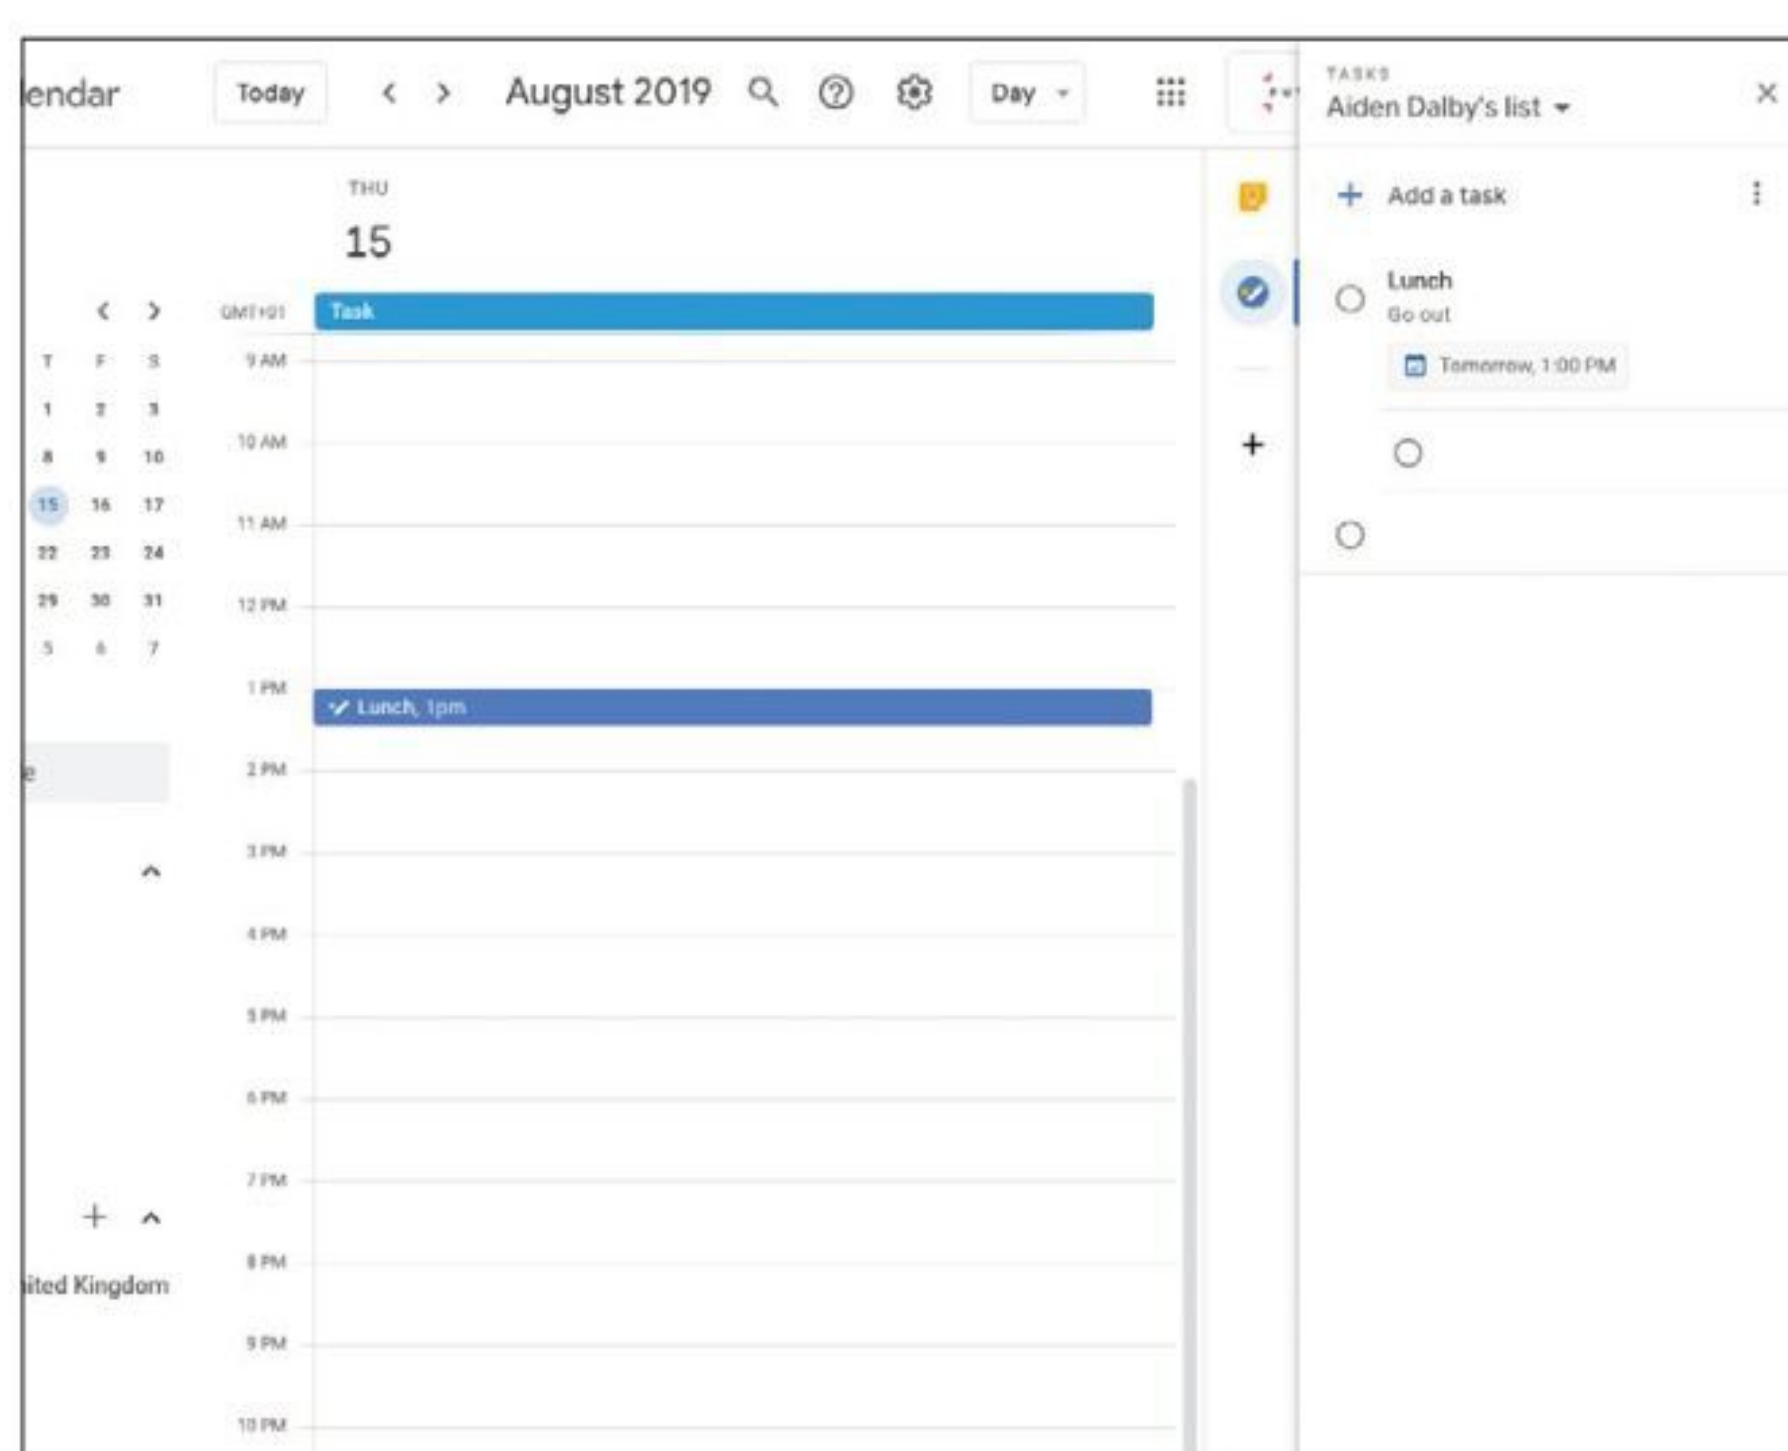 endar
Today
August 2019
Day
THU
15
GMT+01
Task
T F S
1 2 3
8 9 10
15 16 17
22 23 24
29 30 31
5 6 7
e
ited Kingdom
9 AM
10 AM
11 AM
12 PM
1 PM
Lunch, 1pm
2 PM
3 PM
4 PM
5 PM
6 PM
7 PM
8 PM
9 PM
10 PM
TASKS
Aiden Dalby's list
Add a task
Lunch
Go out
Tomorrow, 1:00 PM